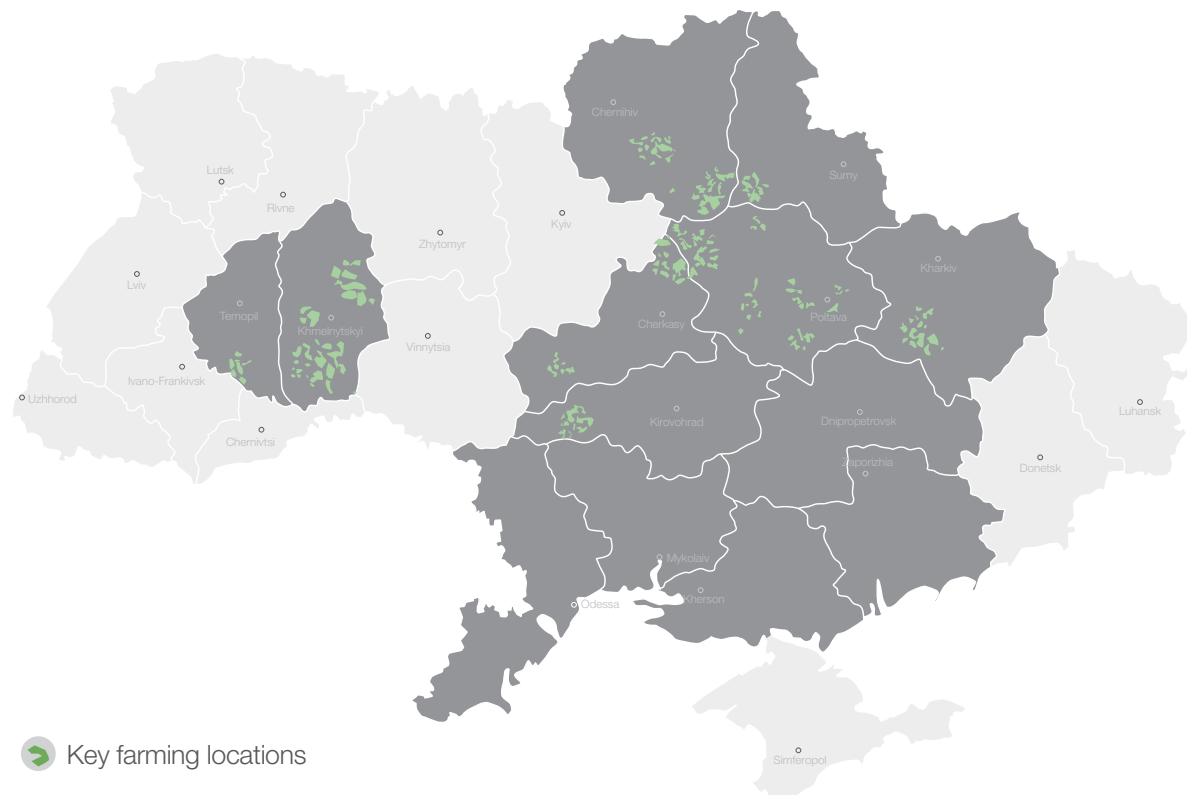 Chernihiv
Sumy
Lutsk
Rivne
Kyiv
Zhytomyr
Kharkiv
Lviv
Ternopil
Khmelnytskyi
Cherkasy
Poltava
Vinnytsia
Ivano-Frankivsk
Uzhhorod
Luhansk
Kirovohrad
Dnipropetrovsk
Chernivtsi
Zaporizhia
Donetsk
Mykolaiv
Kherson
Odessa
Simferopol
Key farming locations